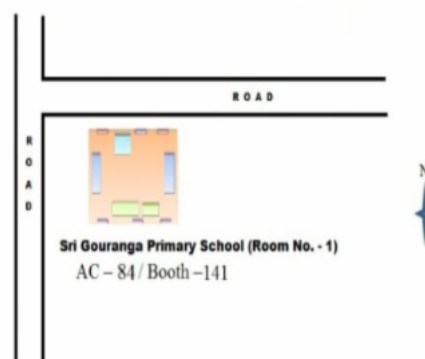 ROAD
ROAD
N
Sri Gouranga Primary School (Room No. - 1)
AC – 84 / Booth –141